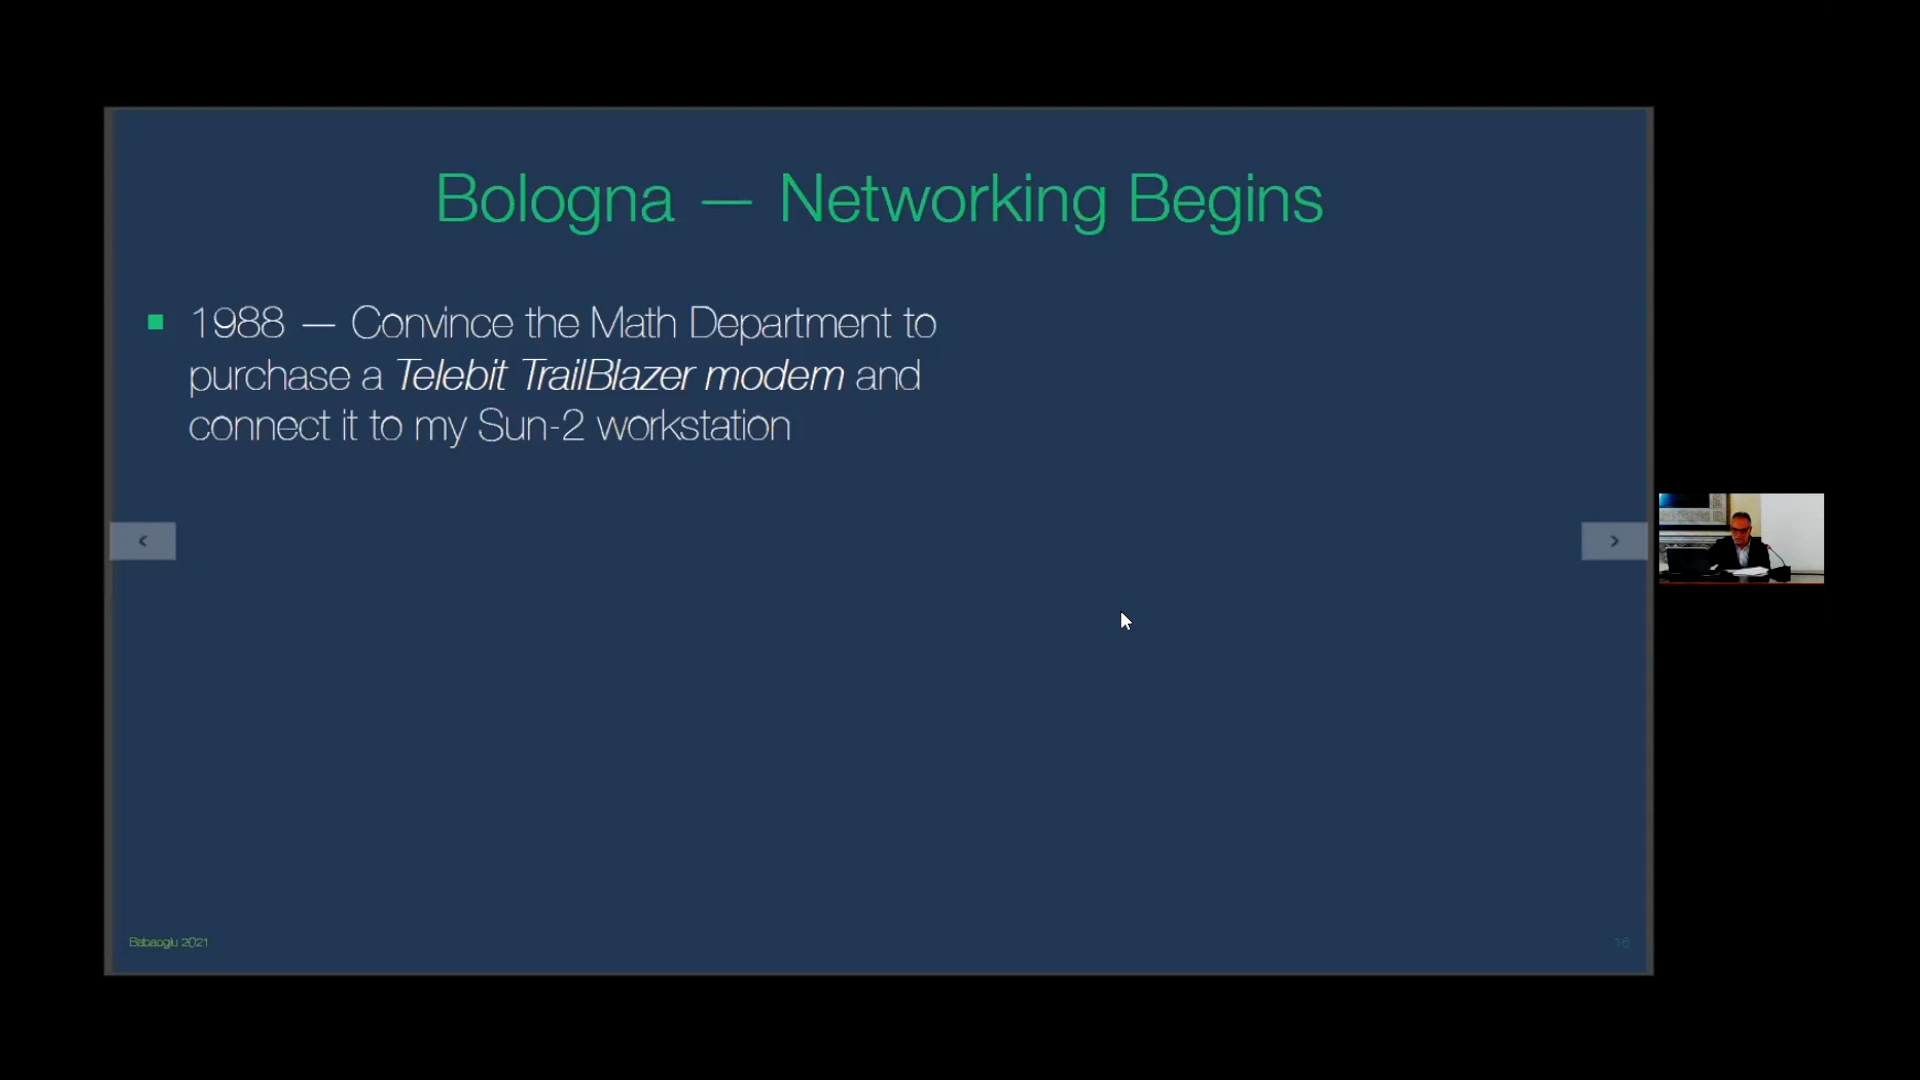 Bologna — Networking Begins
1988 — Convince the Math Department to
purchase a Telebit TrailBlazer modem and
connect it to my Sun-2 workstation
Babaoglu 2021
16